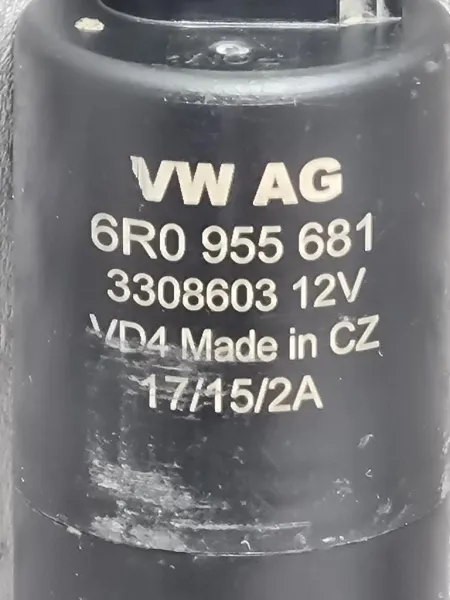 VW AG
6R0 955 681
3308603 12V
VD4 Made in CZ
17/15/2A